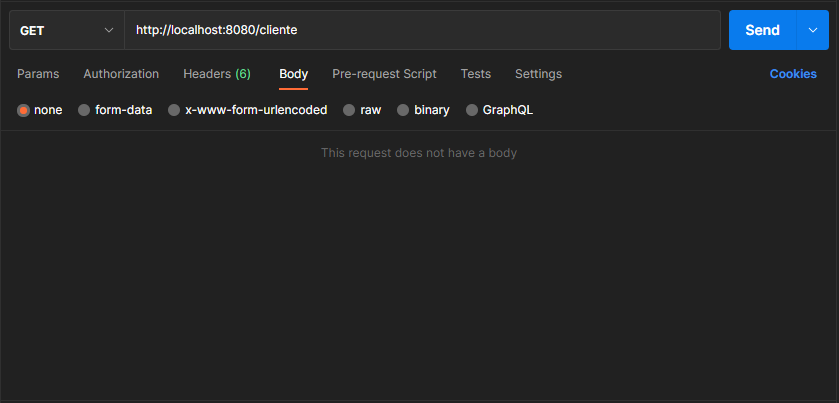 GET http://localhost:8080/cliente Send
Params Authorization Headers (6) Body Pre-request Script Tests Settings Cookies
none form-data x-www-form-urlencoded raw binary GraphQL
This request does not have a body